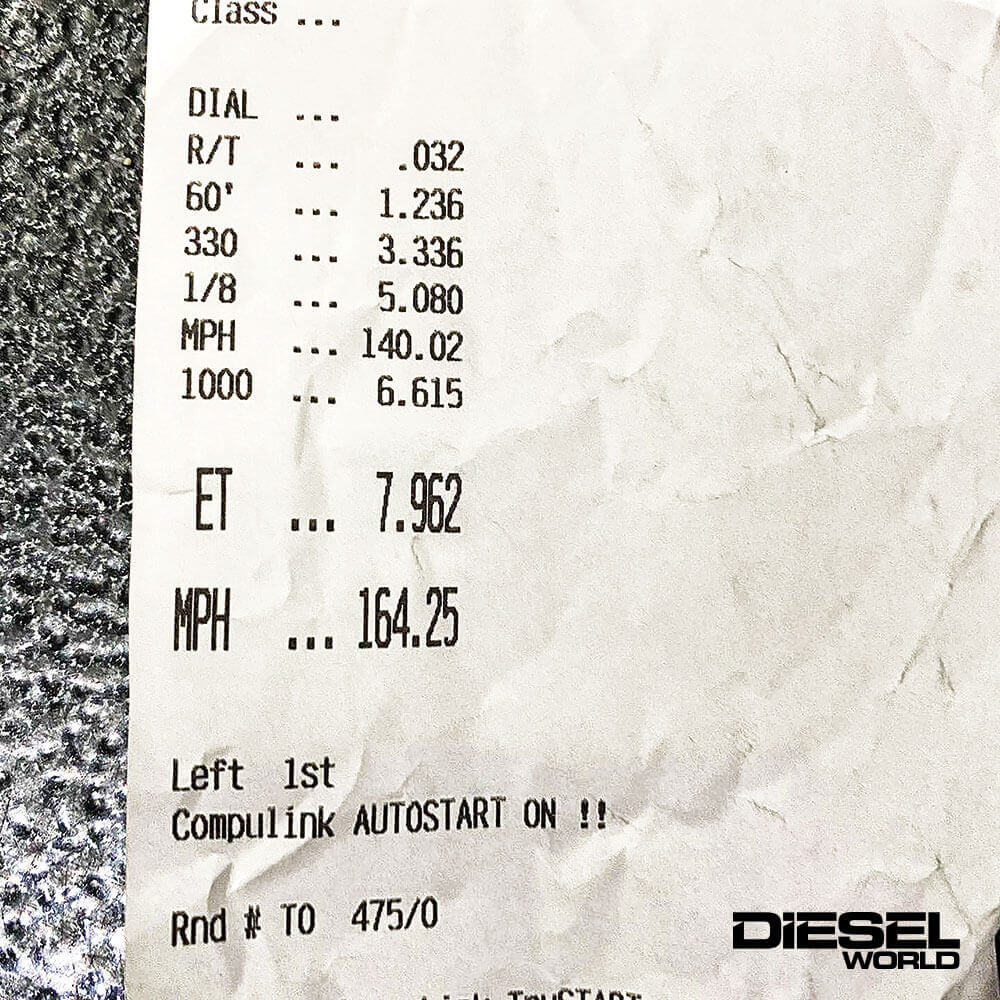 Class ...
DIAL ...
R/T ... .032
60' ... 1.236
330 ... 3.336
1/8 ... 5.080
MPH ... 140.02
1000 ... 6.615
ET ... 7.962
MPH ... 164.25
Left 1st
Compulink AUTOSTART ON !!
Rnd # TO 475/0
DIESEL
WORLD